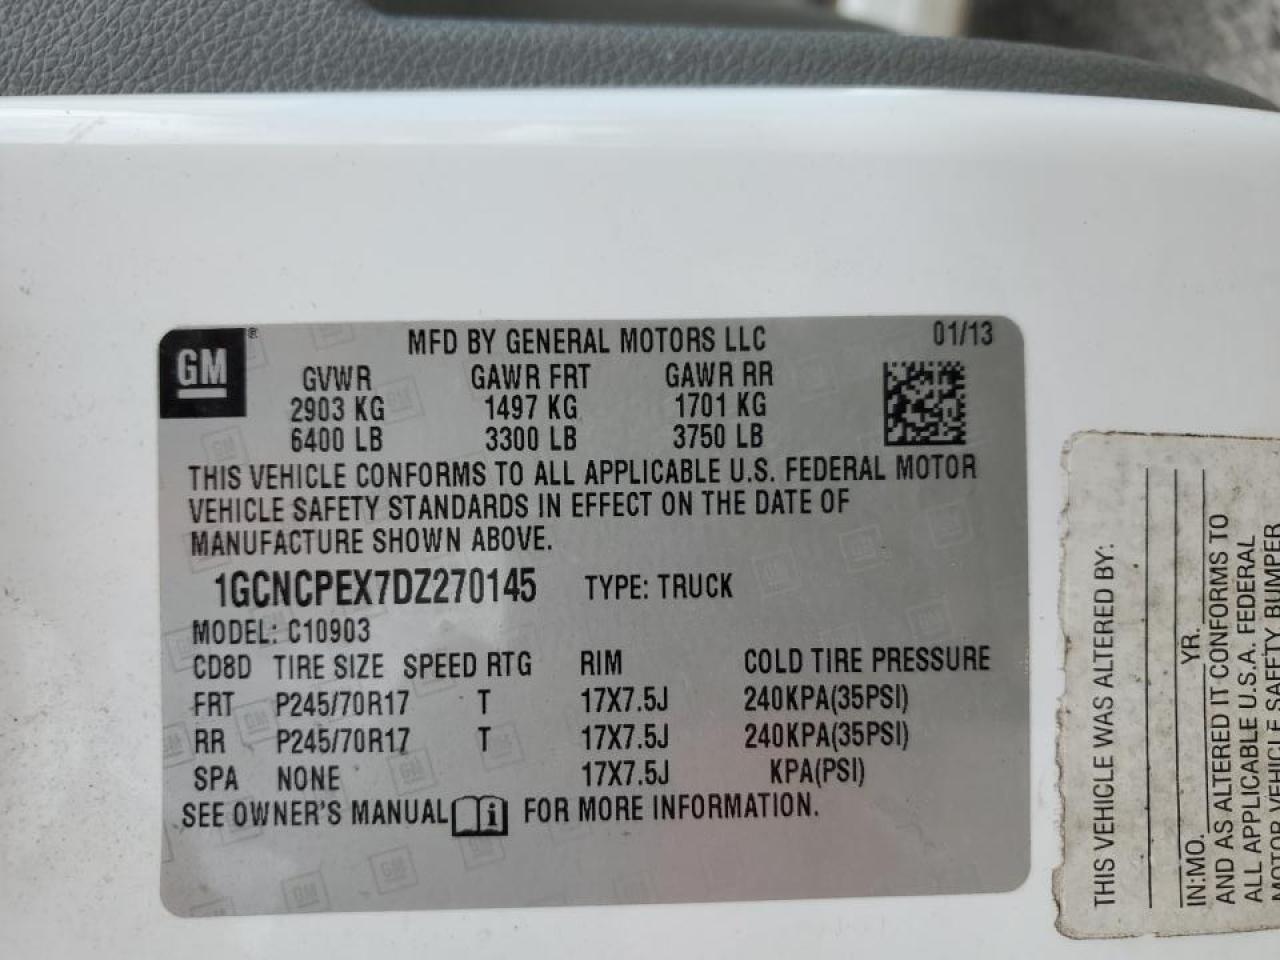 GM®
MFD BY GENERAL MOTORS LLC 01/13
GVWR GAWR FRT GAWR RR
2903 KG 1497 KG 1701 KG
6400 LB 3300 LB 3750 LB
THIS VEHICLE CONFORMS TO ALL APPLICABLE U.S. FEDERAL MOTOR
VEHICLE SAFETY STANDARDS IN EFFECT ON THE DATE OF
MANUFACTURE SHOWN ABOVE.
1GCNCPEX7DZ270145 TYPE: TRUCK
MODEL: C10903
CD8D TIRE SIZE SPEED RTG RIM COLD TIRE PRESSURE
FRT P245/70R17 T 17X7.5J 240KPA(35PSI)
RR P245/70R17 T 17X7.5J 240KPA(35PSI)
SPA NONE 17X7.5J KPA(PSI)
SEE OWNER'S MANUAL i FOR MORE INFORMATION.
THIS VEHICLE WAS ALTERED BY:
IN:MO. YR.
AND AS ALTERED IT CONFORMS TO
ALL APPLICABLE U.S.A. FEDERAL
MOTOR VEHICLE SAFETY, BUMPER